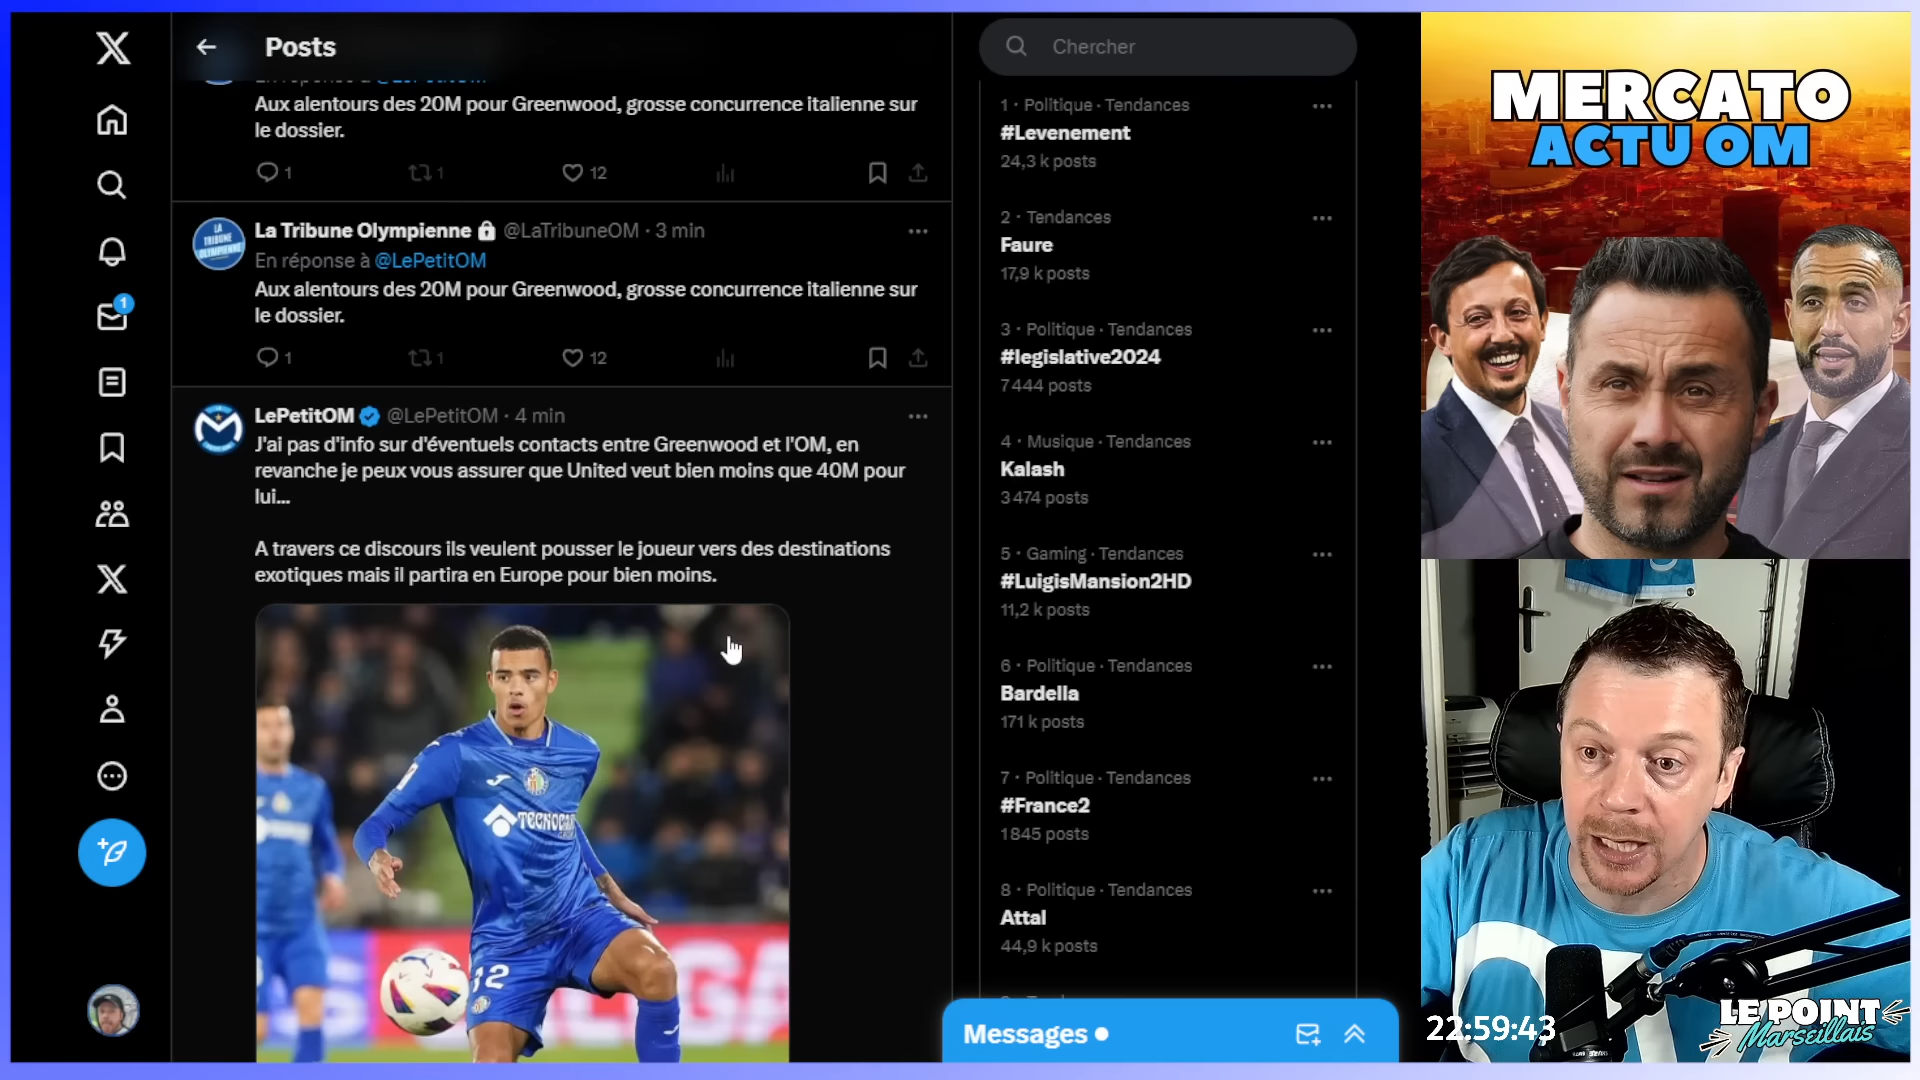 Posts
Aux alentours des 20M pour Greenwood, grosse concurrence italienne sur
le dossier.
1
1
12
La Tribune Olympienne @LaTribuneOM · 3 min
En réponse à @LePetitOM
Aux alentours des 20M pour Greenwood, grosse concurrence italienne sur
le dossier.
1
1
12
LePetitOM @LePetitOM · 4 min
J'ai pas d'info sur d'éventuels contacts entre Greenwood et l'OM, en
revanche je peux vous assurer que United veut bien moins que 40M pour
lui...
A travers ce discours ils veulent pousser le joueur vers des destinations
exotiques mais il partira en Europe pour bien moins.
12
1
Chercher
1 · Politique · Tendances
#Levenement
24,3 k posts
2 · Tendances
Faure
17,9 k posts
3 · Politique · Tendances
#legislative2024
7 444 posts
4 · Musique · Tendances
Kalash
3 474 posts
5 · Gaming · Tendances
#LuigisMansion2HD
11,2 k posts
6 · Politique · Tendances
Bardella
171 k posts
7 · Politique · Tendances
#France2
1 845 posts
8 · Politique · Tendances
Attal
44,9 k posts
Messages
MERCATO
ACTU OM
22:59:43
LE POINT
Marseillais